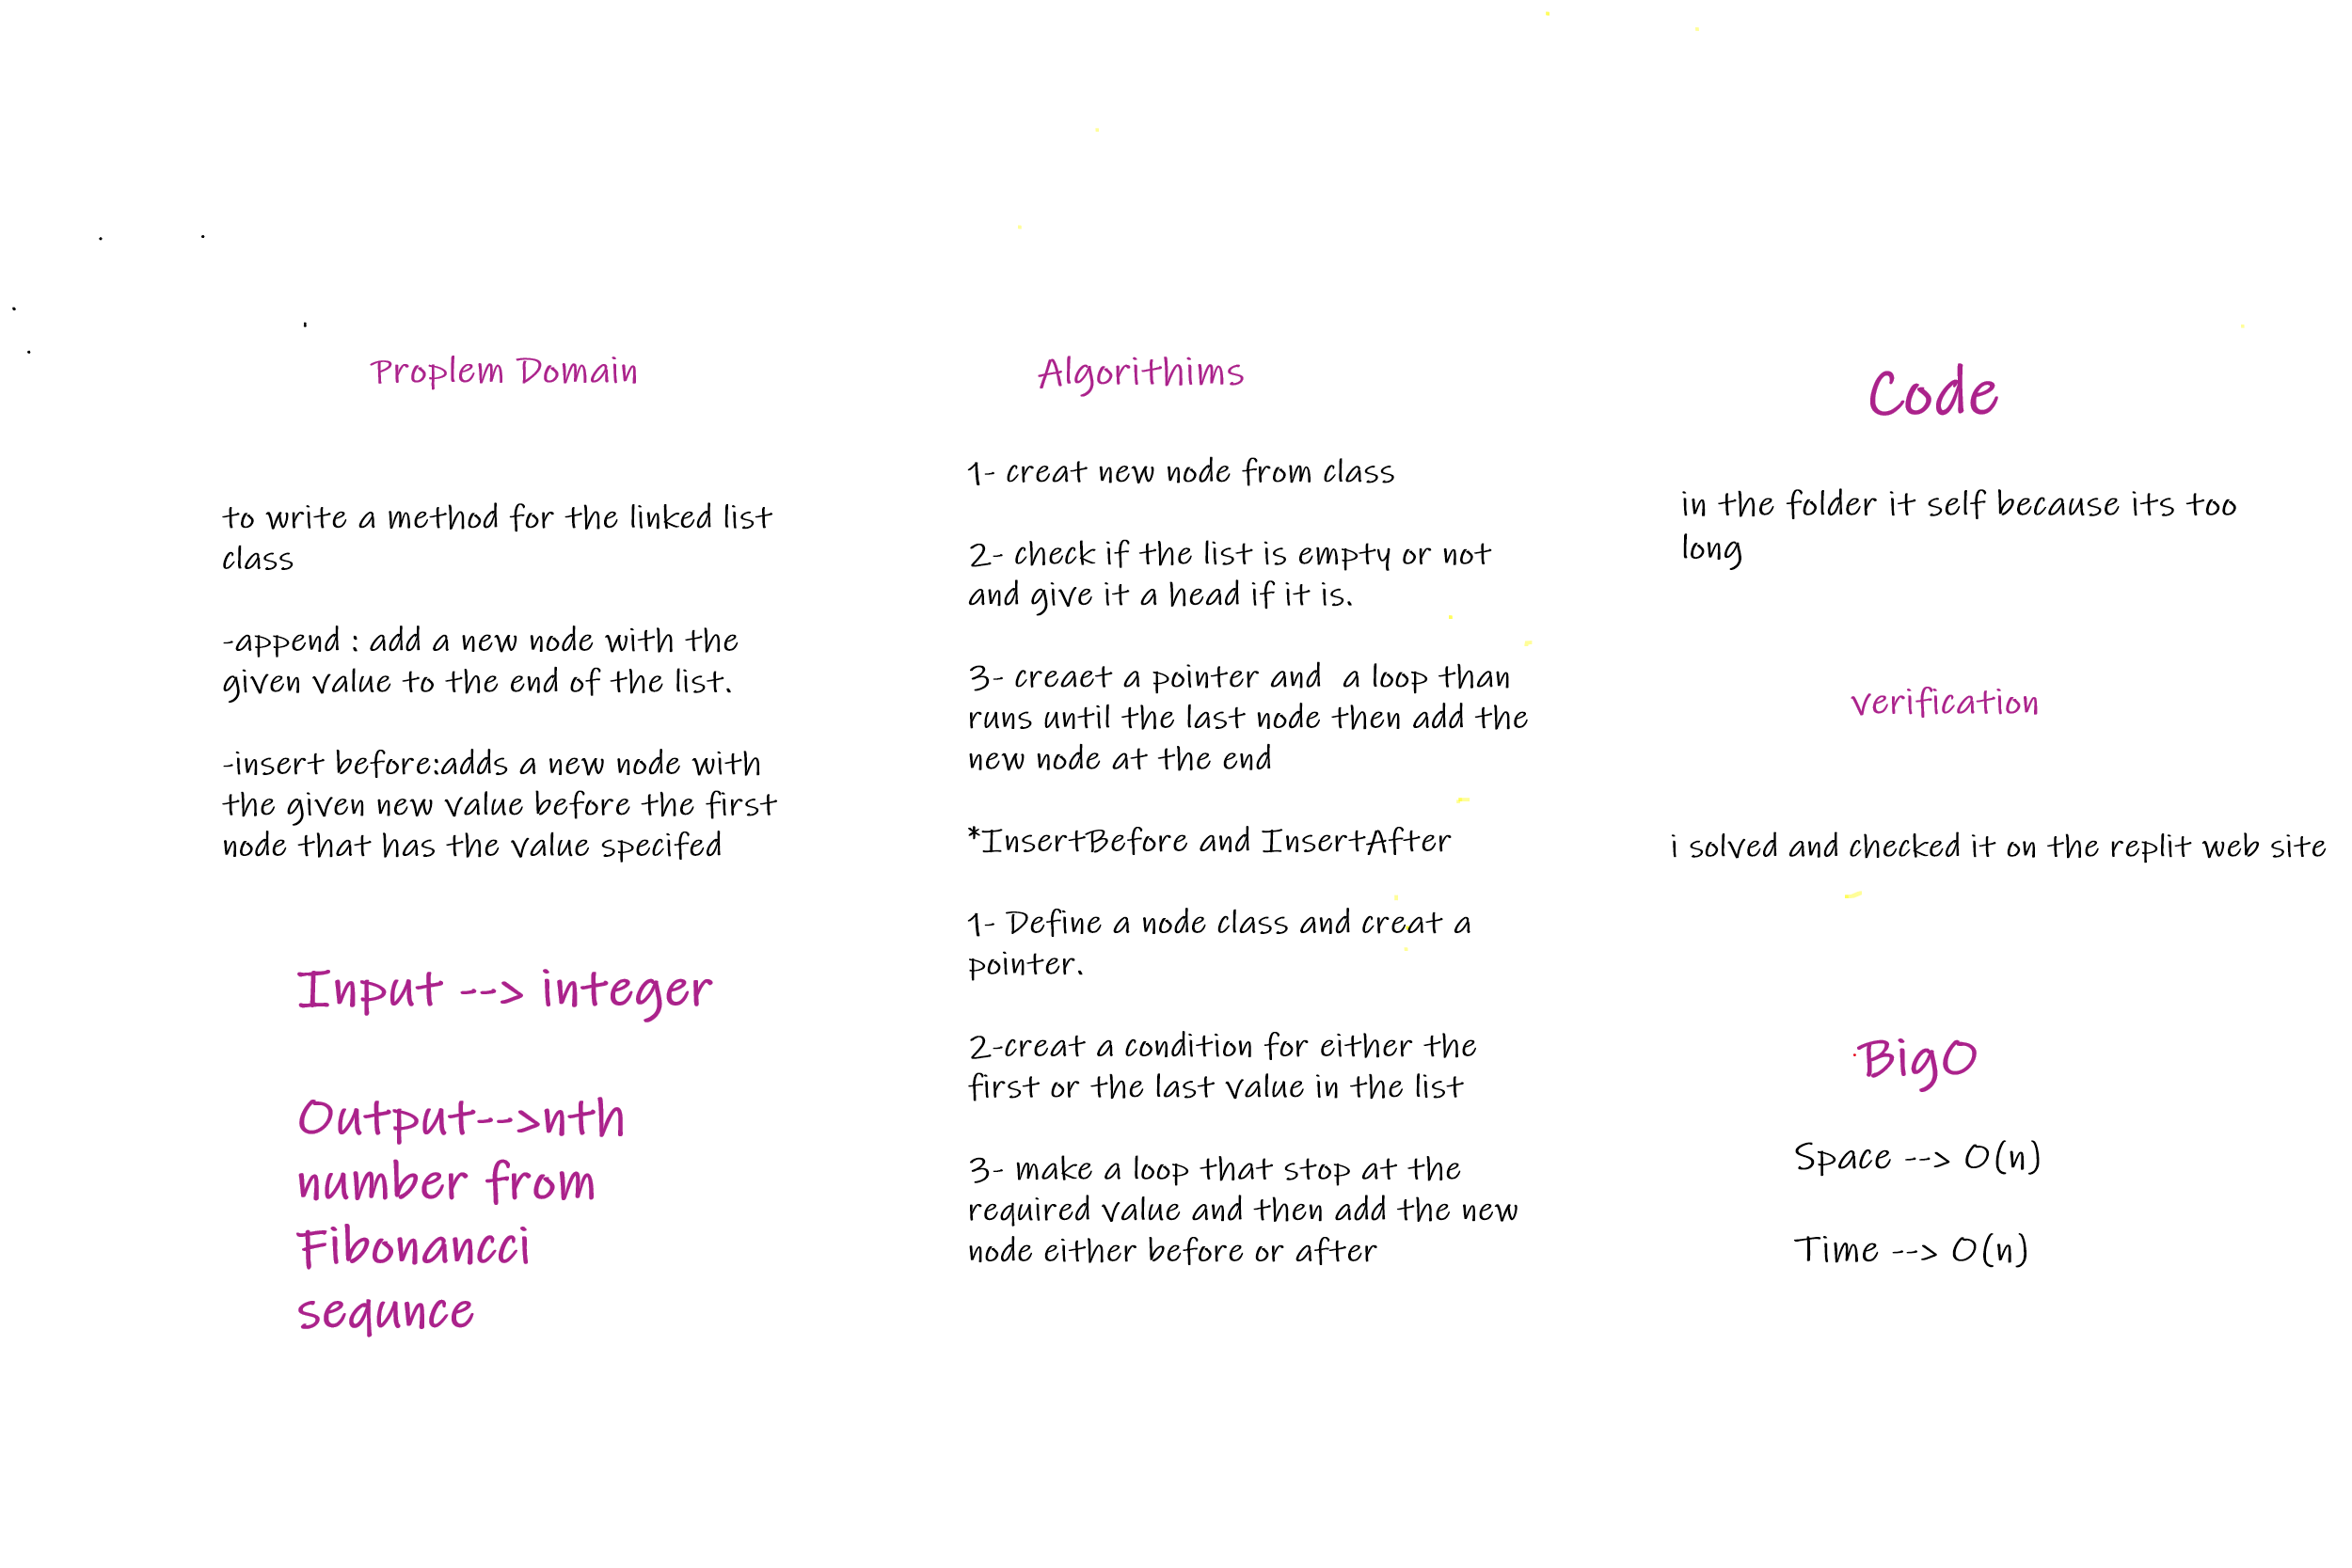 Proplem Domain
to write a method for the linked list
class
-append : add a new node with the
given value to the end of the list.
-insert before:adds a new node with
the given new value before the first
node that has the value specifed
Input --> integer
Output-->nth
number from
Fibonancci
sequnce
Algorithims
1- creat new node from class
2- check if the list is empty or not
and give it a head if it is.
3- creaet a pointer and  a loop than
runs until the last node then add the
new node at the end
*InsertBefore and InsertAfter
1- Define a node class and creat a
pointer.
2-creat a condition for either the
first or the last value in the list
3- make a loop that stop at the
required value and then add the new
node either before or after
Code
in the folder it self because its too
long
verification
i solved and checked it on the replit web site
BigO
Space --> O(n)
Time --> O(n)